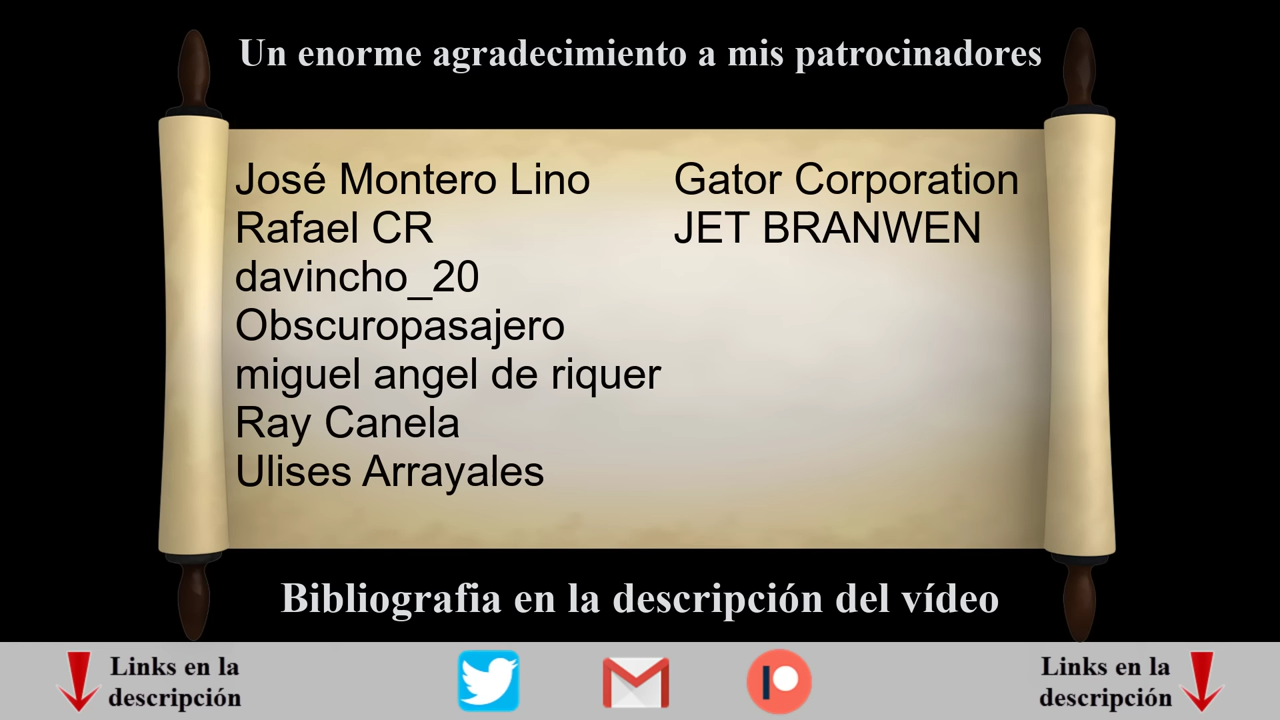 Un enorme agradecimiento a mis patrocinadores
José Montero Lino
Rafael CR
davincho_20
Obscuropasajero
miguel angel de riquer
Ray Canela
Ulises Arrayales
Gator Corporation
JET BRANWEN
Bibliografia en la descripción del vídeo
Links en la
descripción
Links en la
descripción